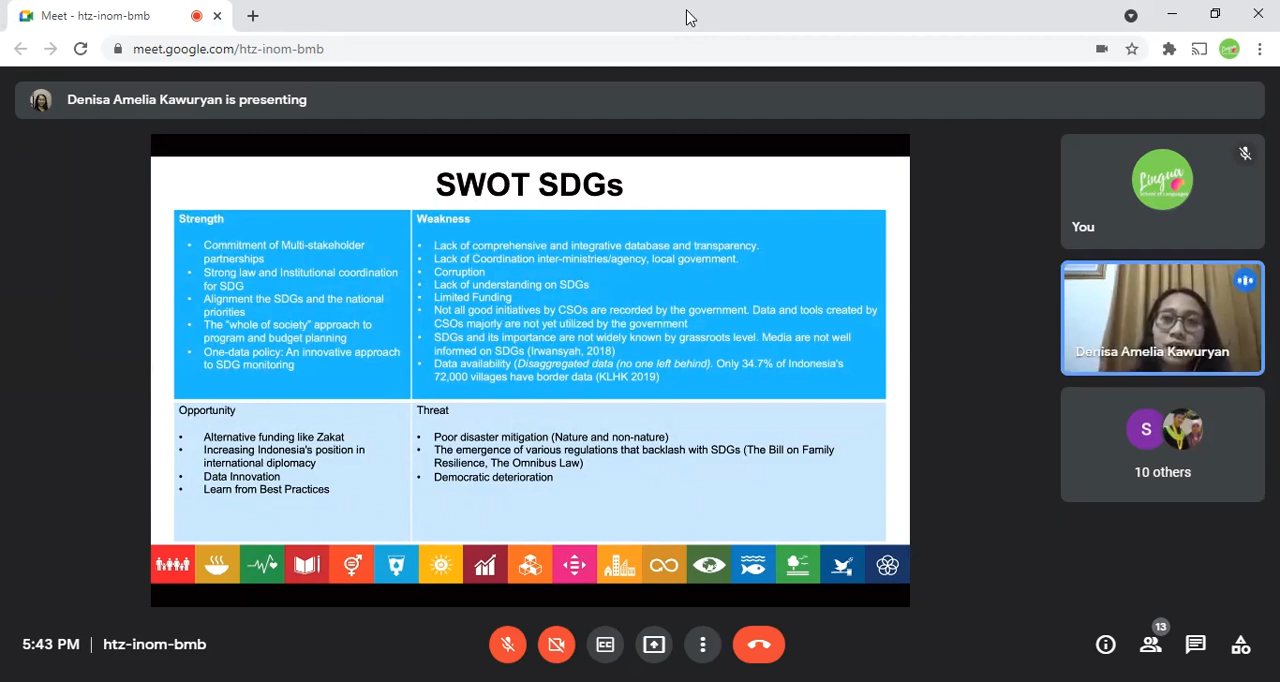 Meet - htz-inom-bmb
meet.google.com/htz-inom-bmb
Denisa Amelia Kawuryan is presenting
SWOT SDGs
Strength
• Commitment of Multi-stakeholder
partnerships
• Strong law and Institutional coordination
for SDG
• Alignment the SDGs and the national
priorities
• The "whole of society" approach to
program and budget planning
• One-data policy: An innovative approach
to SDG monitoring
Weakness
• Lack of comprehensive and integrative database and transparency.
• Lack of Coordination inter-ministries/agency, local government.
• Corruption
• Lack of understanding on SDGs
• Limited Funding
• Not all good initiatives by CSOs are recorded by the government. Data and tools created by
CSOs majorly are not yet utilized by the government
• SDGs and its importance are not widely known by grassroots level. Media are not well
informed on SDGs (Irwansyah, 2018)
• Data availability (Disaggregated data (no one left behind). Only 34.7% of Indonesia's
72,000 villages have border data (KLHK 2019)
Opportunity
• Alternative funding like Zakat
• Increasing Indonesia's position in
international diplomacy
• Data Innovation
• Learn from Best Practices
Threat
• Poor disaster mitigation (Nature and non-nature)
• The emergence of various regulations that backlash with SDGs (The Bill on Family
Resilience, The Omnibus Law)
• Democratic deterioration
Lingua
You
Denisa Amelia Kawuryan
S
10 others
5:43 PM | htz-inom-bmb
CC
13